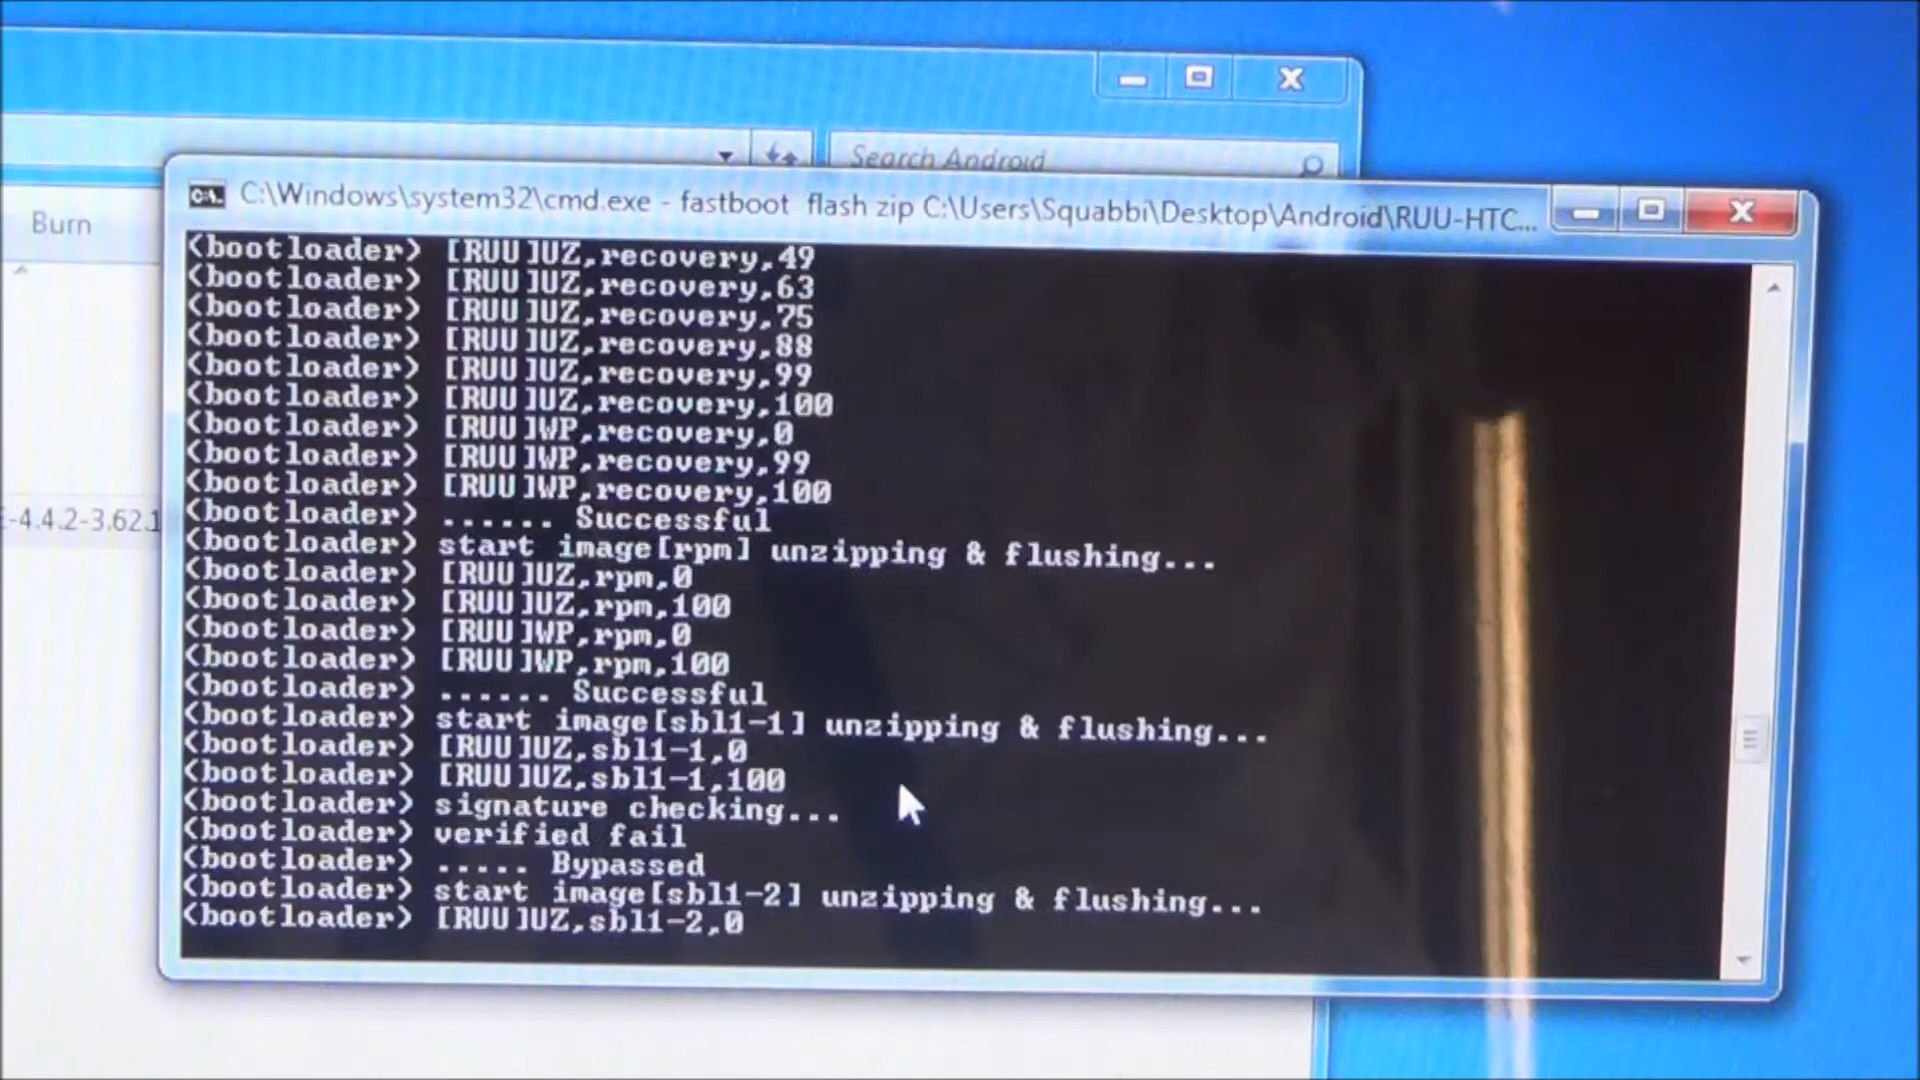 Search Android
C:\Windows\system32\cmd.exe - fastboot flash zip C:\Users\Squabbi\Desktop\Android\RUU-HTC...
Burn
(bootloader) [RUU]UZ,recovery,49
(bootloader) [RUU]UZ,recovery,63
(bootloader) [RUU]UZ,recovery,75
(bootloader) [RUU]UZ,recovery,88
(bootloader) [RUU]UZ,recovery,99
(bootloader) [RUU]UZ,recovery,100
(bootloader) [RUU]WP,recovery,0
(bootloader) [RUU]WP,recovery,99
(bootloader) [RUU]WP,recovery,100
(bootloader) ...... Successful
-4.4.2-3.62.1
(bootloader) start image[rpm] unzipping & flushing...
(bootloader) [RUU]UZ,rpm,0
(bootloader) [RUU]UZ,rpm,100
(bootloader) [RUU]WP,rpm,0
(bootloader) [RUU]WP,rpm,100
(bootloader) ...... Successful
(bootloader) start image[sbl1-1] unzipping & flushing...
(bootloader) [RUU]UZ,sbl1-1,0
(bootloader) [RUU]UZ,sbl1-1,100
(bootloader) signature checking...
(bootloader) verified fail
(bootloader) ..... Bypassed
(bootloader) start image[sbl1-2] unzipping & flushing...
(bootloader) [RUU]UZ,sbl1-2,0